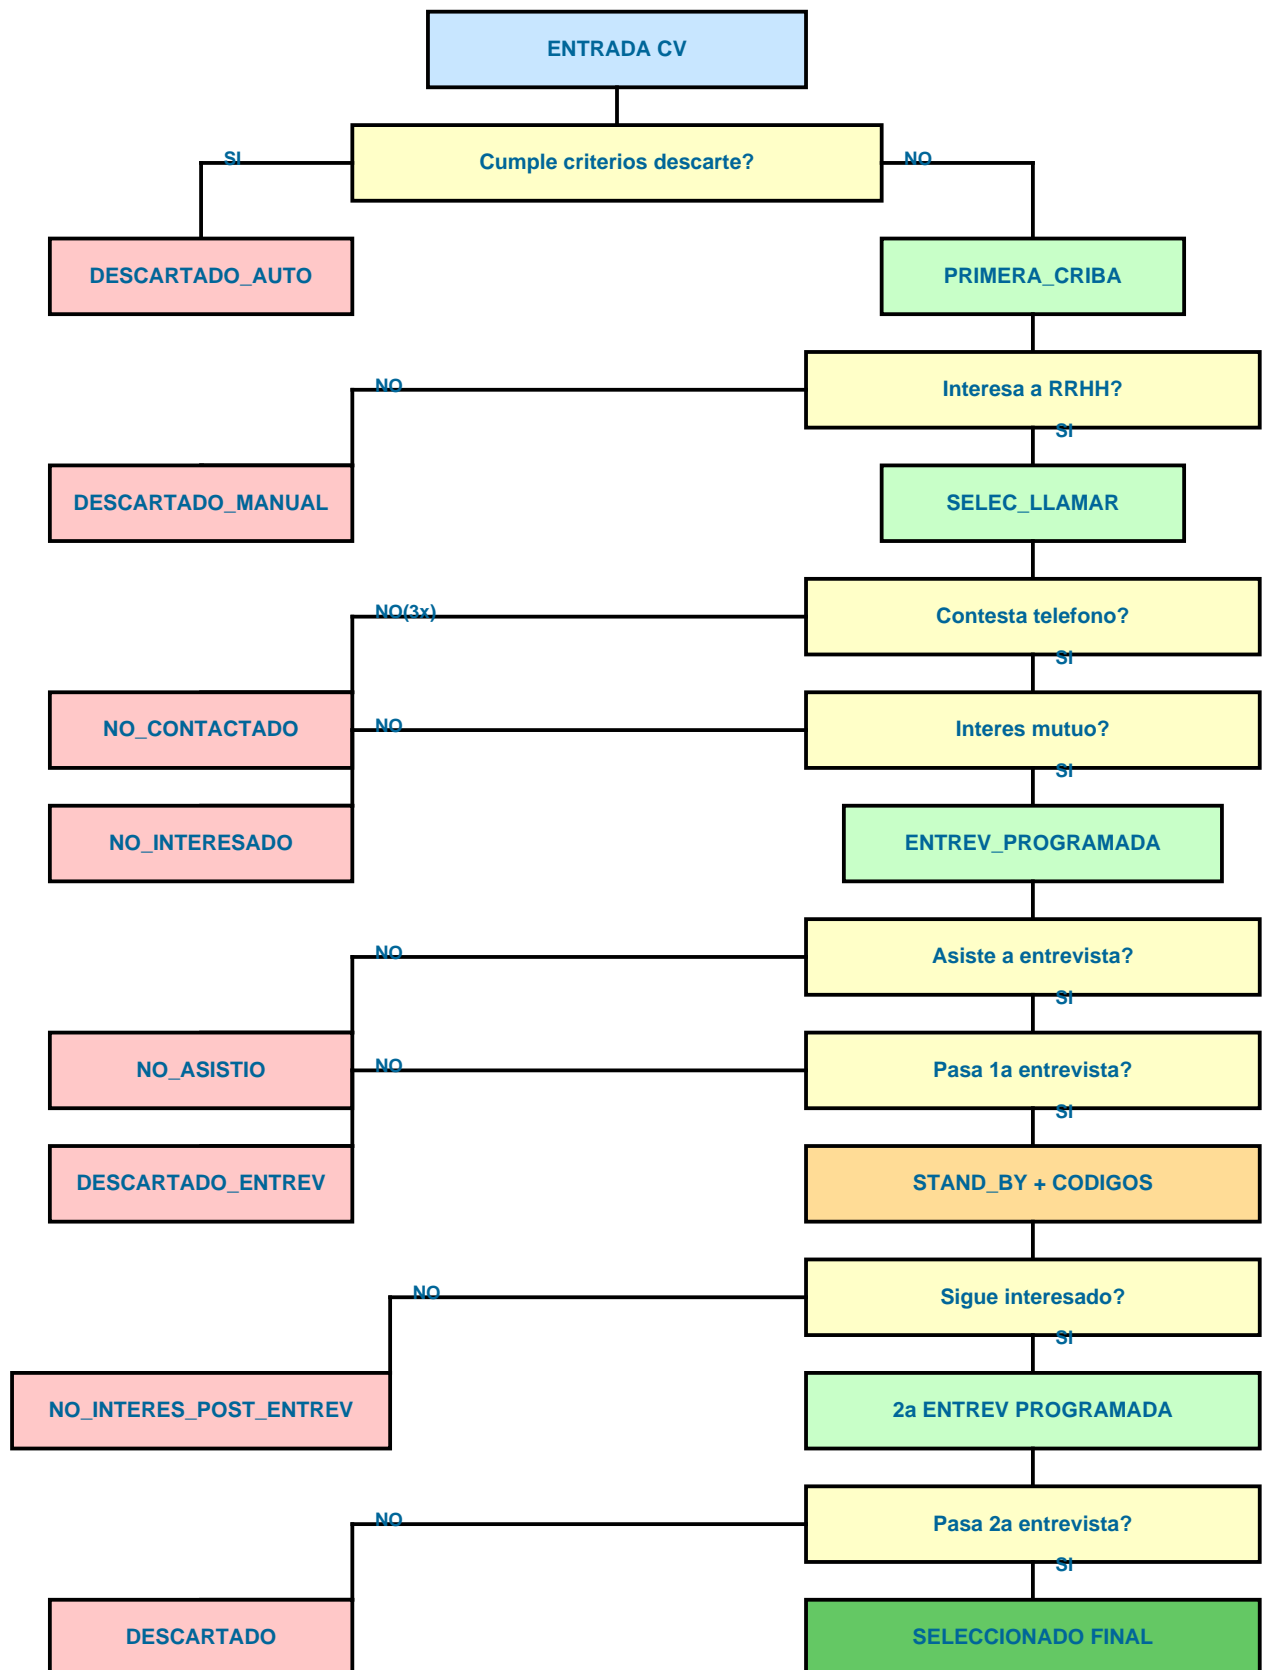 ENTRADA CV
Cumple criterios descarte?
SI
NO
DESCARTADO_AUTO
PRIMERA_CRIBA
Interesa a RRHH?
NO
SI
DESCARTADO_MANUAL
SELEC_LLAMAR
Contesta telefono?
NO(3x)
SI
NO_CONTACTADO
NO
Interes mutuo?
SI
NO_INTERESADO
ENTREV_PROGRAMADA
NO
Asiste a entrevista?
SI
NO_ASISTIO
NO
Pasa 1a entrevista?
SI
DESCARTADO_ENTREV
STAND_BY + CODIGOS
NO
Sigue interesado?
SI
NO_INTERES_POST_ENTREV
2a ENTREV PROGRAMADA
NO
Pasa 2a entrevista?
SI
DESCARTADO
SELECCIONADO FINAL